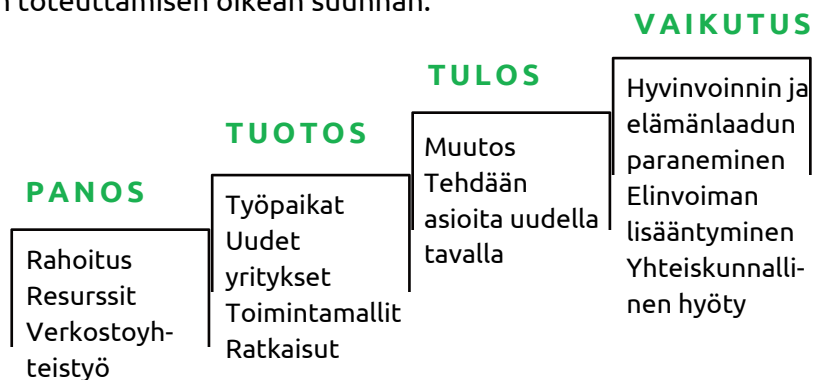 n toteuttamisen oikean suunnan.
PANOS
Rahoitus
Resurssit
Verkostoyh-
teistyö
TUOTOS
Työpaikat
Uudet
yritykset
Toimintamallit
Ratkaisut
TULOS
Muutos
Tehdään
asioita uudella
tavalla
VAIKUTUS
Hyvinvoinnin ja
elämänlaadun
paraneminen
Elinvoiman
lisääntyminen
Yhteiskunnalli-
nen hyöty